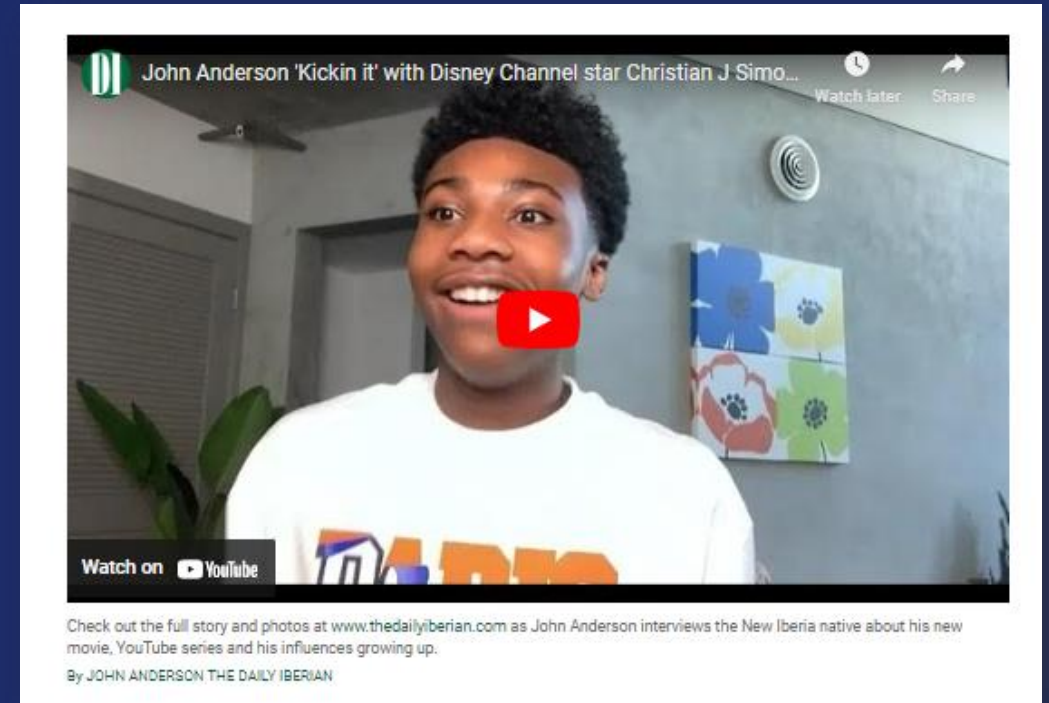 DI
John Anderson 'Kickin it' with Disney Channel star Christian J Simo...
Watch later
Share
PARIS
Watch on YouTube
Check out the full story and photos at www.thedailyiberian.com as John Anderson interviews the New Iberia native about his new
movie, YouTube series and his influences growing up.
By JOHN ANDERSON THE DAILY IBERIAN